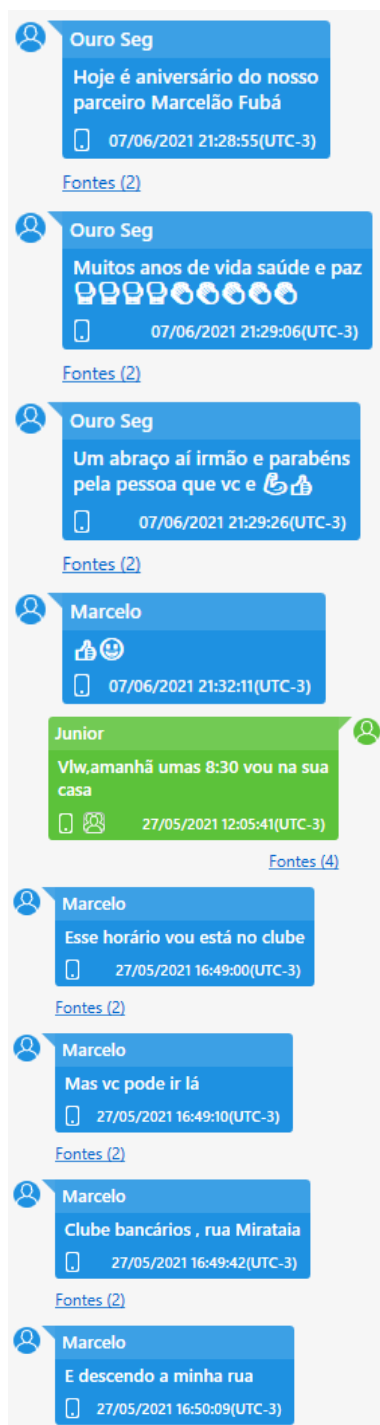 Ouro Seg
Hoje é aniversário do nosso
parceiro Marcelão Fubá
07/06/2021 21:28:55(UTC-3)
Fontes (2)
Ouro Seg
Muitos anos de vida saúde e paz
07/06/2021 21:29:06(UTC-3)
Fontes (2)
Ouro Seg
Um abraço aí irmão e parabéns
pela pessoa que vc e 💪👍
07/06/2021 21:29:26(UTC-3)
Fontes (2)
Marcelo
👍😃
07/06/2021 21:32:11(UTC-3)
Junior
Vlw,amanhã umas 8:30 vou na sua
casa
27/05/2021 12:05:41(UTC-3)
Fontes (4)
Marcelo
Esse horário vou está no clube
27/05/2021 16:49:00(UTC-3)
Fontes (2)
Marcelo
Mas vc pode ir lá
27/05/2021 16:49:10(UTC-3)
Fontes (2)
Marcelo
Clube bancários , rua Mirataia
27/05/2021 16:49:42(UTC-3)
Fontes (2)
Marcelo
E descendo a minha rua
27/05/2021 16:50:09(UTC-3)